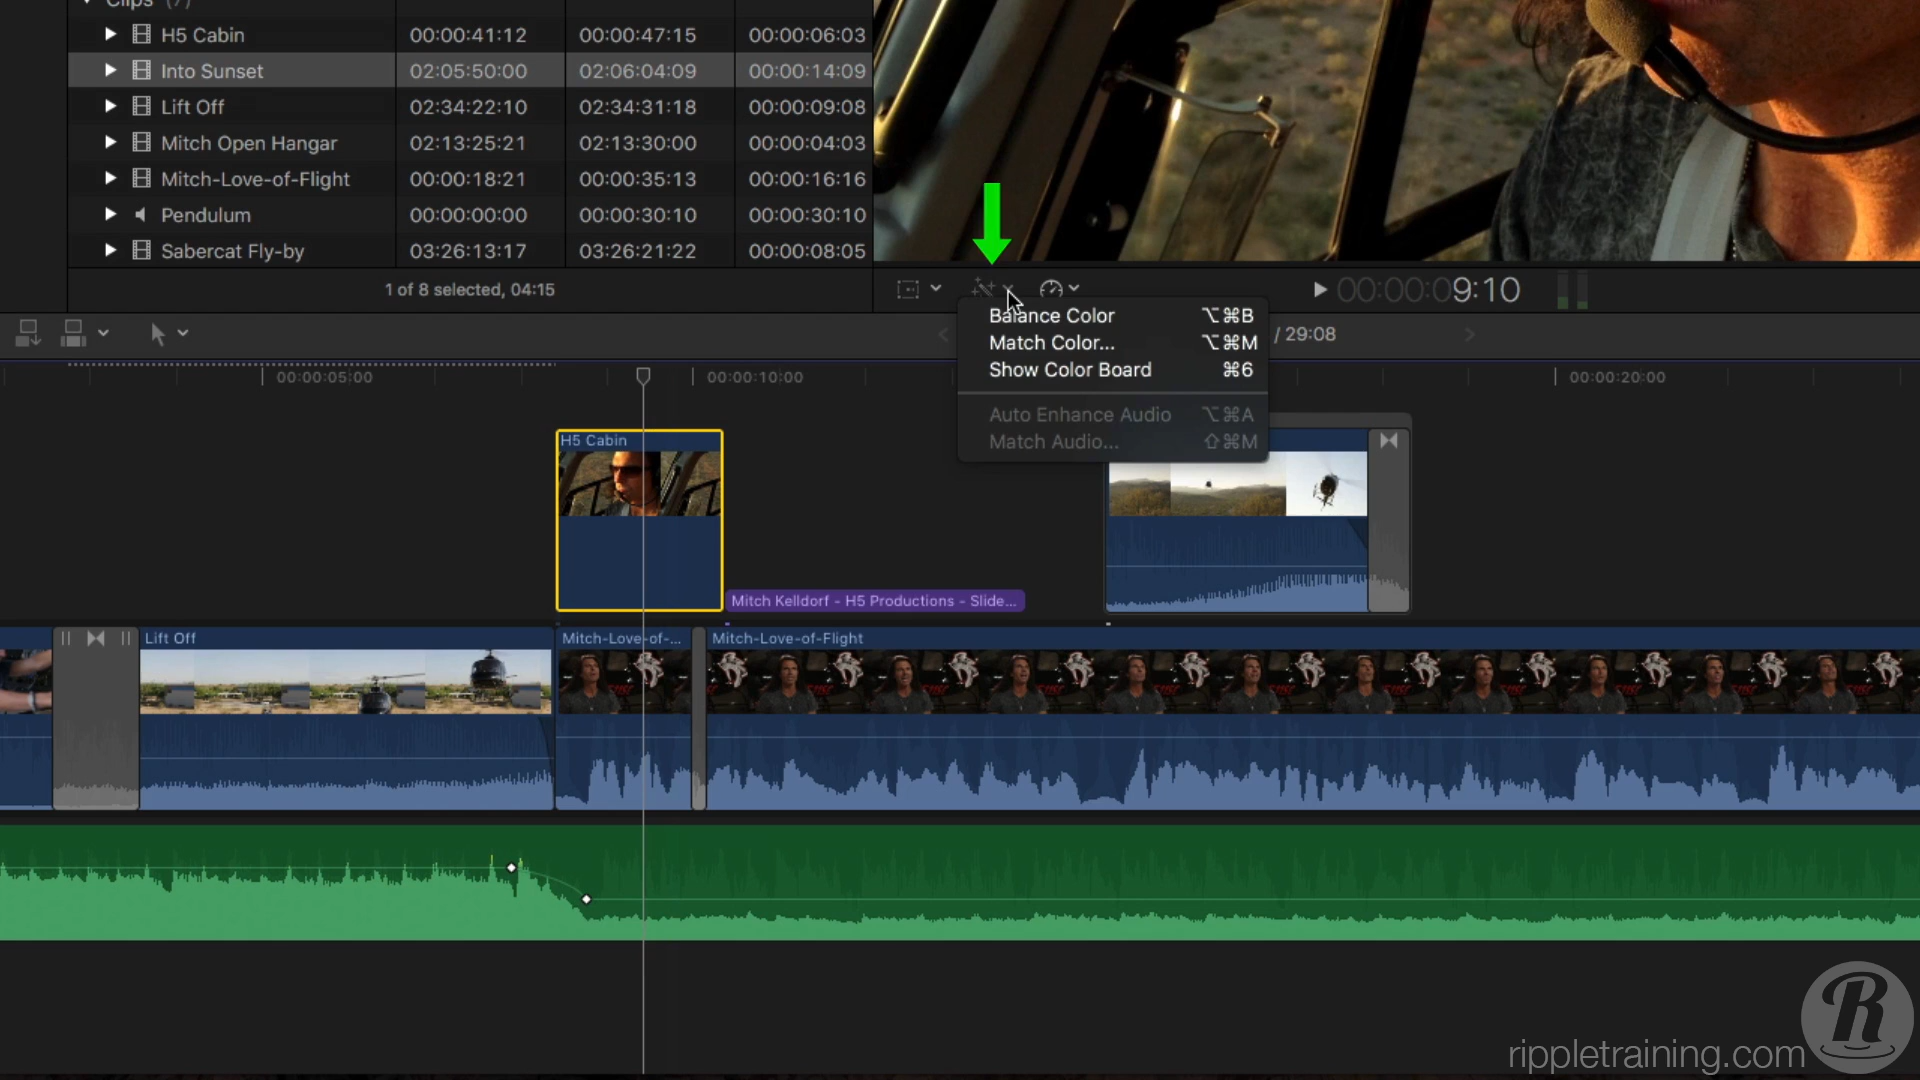 Clips (7)
H5 Cabin 00:00:41:12 00:00:47:15 00:00:06:03
Into Sunset 02:05:50:00 02:06:04:09 00:00:14:09
Lift Off 02:34:22:10 02:34:31:18 00:00:09:08
Mitch Open Hangar 02:13:25:21 02:13:30:00 00:00:04:03
Mitch-Love-of-Flight 00:00:18:21 00:00:35:13 00:00:16:16
Pendulum 00:00:00:00 00:00:30:10 00:00:30:10
Sabercat Fly-by 03:26:13:17 03:26:21:22 00:00:08:05
1 of 8 selected, 04:15
00:00:09:10
Balance Color ⌥⌘B
Match Color... ⌥⌘M
Show Color Board ⌘6
Auto Enhance Audio ⌥⌘A
Match Audio... ⇧⌘M
/ 29:08
00:00:05:00
00:00:10:00
00:00:20:00
H5 Cabin
Mitch Kelldorf - H5 Productions - Slide...
Lift Off
Mitch-Love-of-...
Mitch-Love-of-Flight
R
rippletraining.com